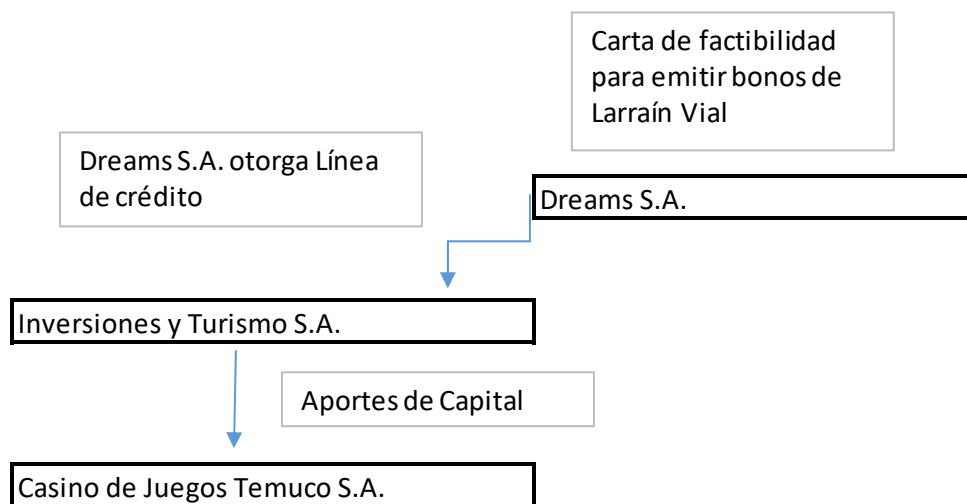 Carta de factibilidad
para emitir bonos de
Larraín Vial
Dreams S.A. otorga Línea
de crédito
Dreams S.A.
Inversiones y Turismo S.A.
Aportes de Capital
Casino de Juegos Temuco S.A.